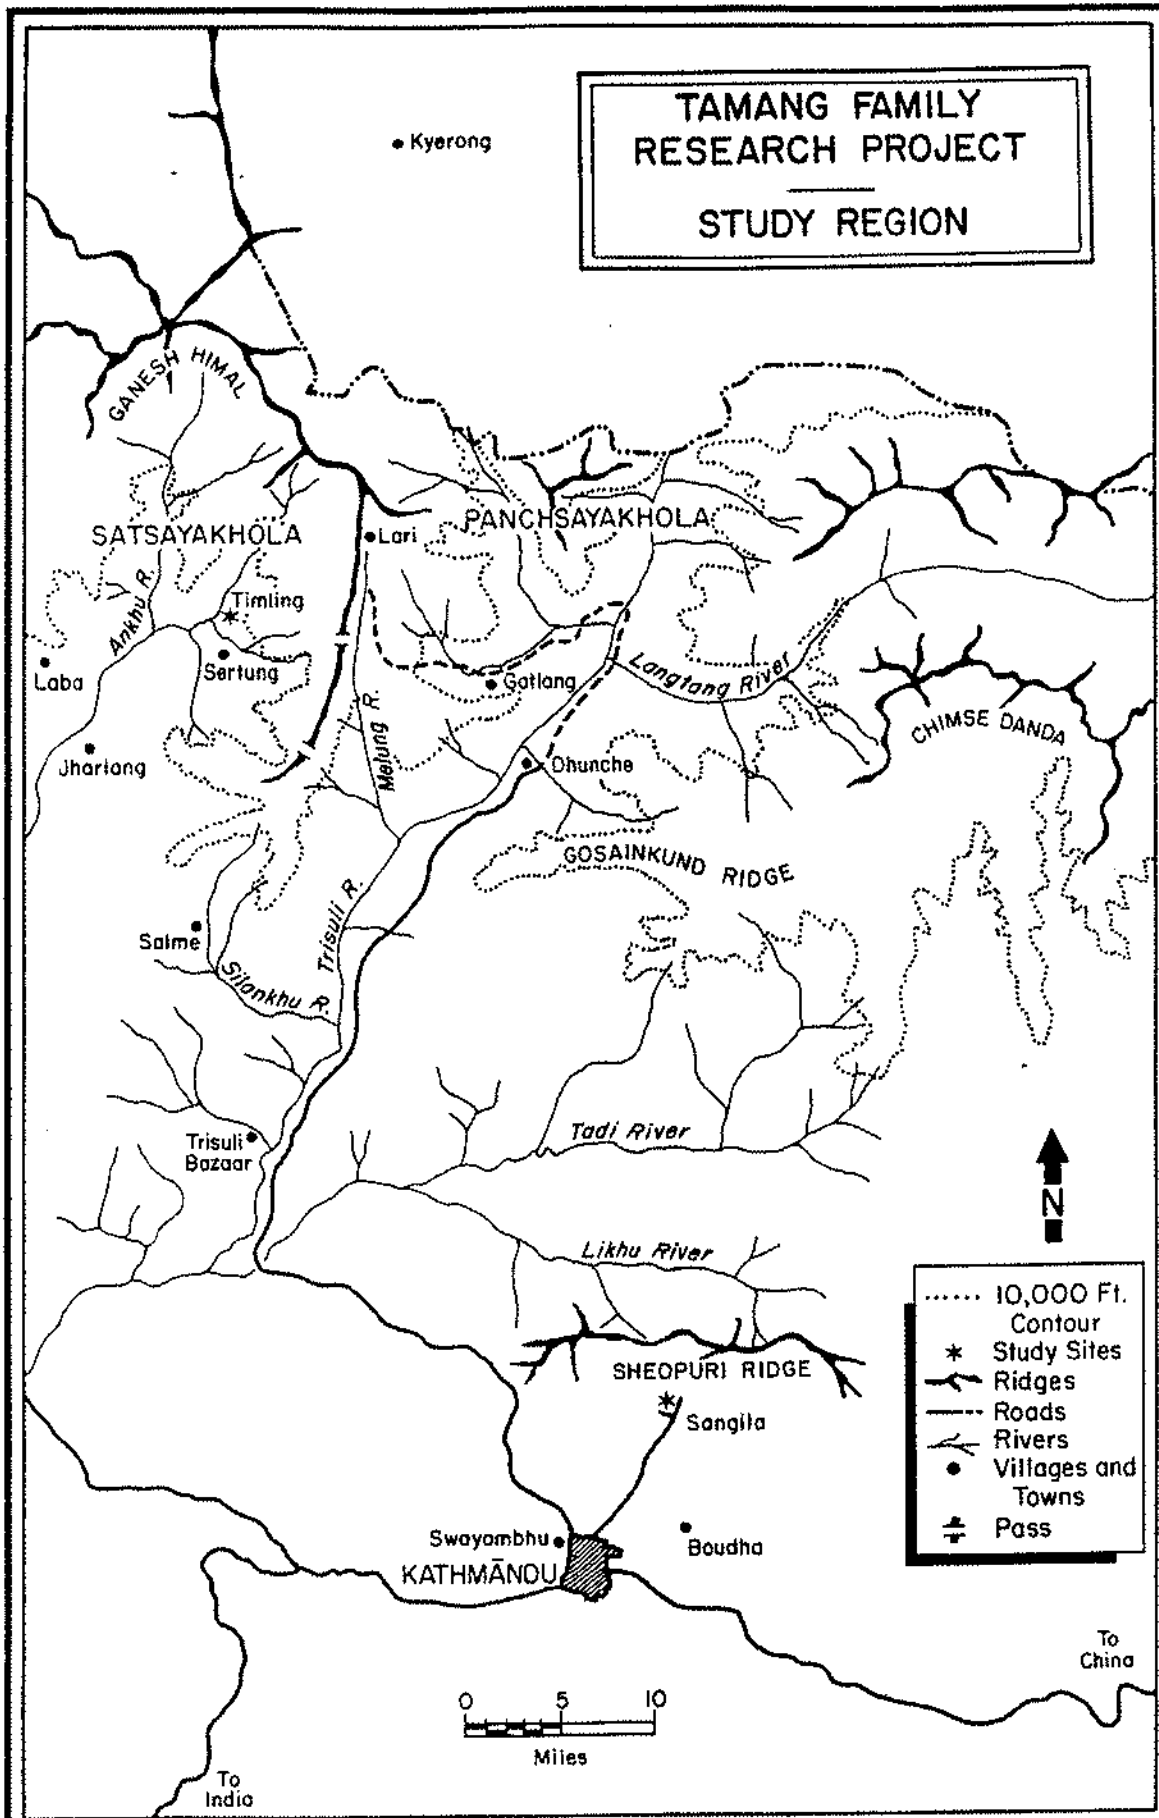 TAMANG FAMILY
RESEARCH PROJECT
STUDY REGION
Kyerong
GANESH HIMAL
SATSAYAKHOLA
PANCHSAYAKHOLA
Lari
Ankhu R.
Timling
Sertung
Laba
Jharlang
Gatlang
Langtang River
Melung R.
CHIMSE DANDA
Dhunche
GOSAINKUND RIDGE
Trisuli R.
Salme
Silankhu R.
Trisuli
Bazaar
Tadi River
Likhu River
N
10,000 Ft.
Contour
Study Sites
Ridges
Roads
Rivers
Villages and
Towns
Pass
SHEOPURI RIDGE
Sangila
Swayambhu
Boudha
KATHMĀNDU
To
China
0 5 10
Miles
To
India